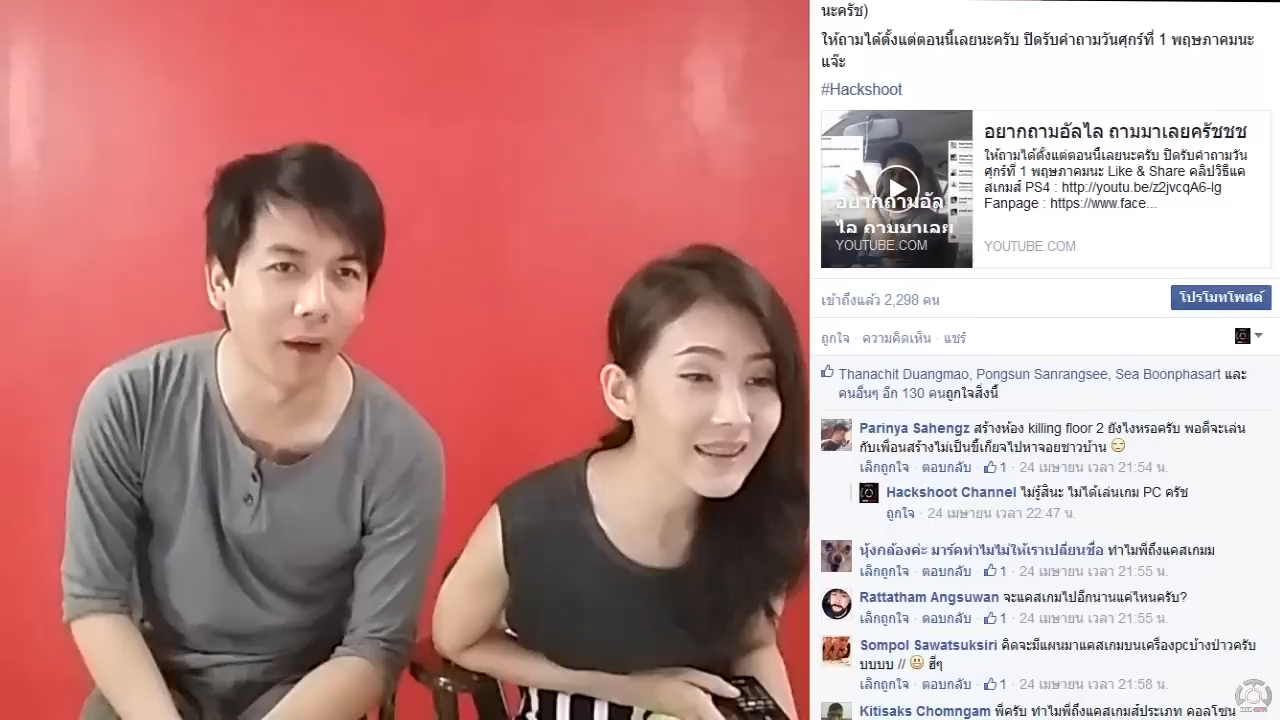 นะครัช)
ให้ถามได้ตั้งแต่ตอนนี้เลยนะครับ ปิดรับคำถามวันศุกร์ที่ 1 พฤษภาคมนะ
แจ๊ะ
#Hackshoot
อยากถามอัลไล ถามมาเลยครัชชช
ให้ถามได้ตั้งแต่ตอนนี้เลยนะครับ ปิดรับคำถามวัน
ศุกร์ที่ 1 พฤษภาคมนะ Like & Share คลิปวิธีแค
สเกมส์ PS4 : http://youtu.be/z2jvcqA6-lg
Fanpage : https://www.face...
อยากถามอัล
ไล ถามมาเลย
YOUTUBE.COM
YOUTUBE.COM
เข้าถึงแล้ว 2,298 คน
โปรโมทโพสต์
ถูกใจ · ความคิดเห็น · แชร์
Thanachit Duangmao, Pongsun Sanrangsee, Sea Boonphasart และ
คนอื่นๆ อีก 130 คนถูกใจสิ่งนี้
Parinya Sahengz สร้างห้อง killing floor 2 ยังไงหรอครับ พอดีจะเล่น
กับเพื่อนสร้างไม่เป็นขี้เกียจไปหาจอยชาวบ้าน 😒
เลิกถูกใจ · ตอบกลับ · 1 · 24 เมษายน เวลา 21:54 น.
Hackshoot Channel ไม่รู้สินะ ไม่ได้เล่นเกม PC ครัช
ถูกใจ · 24 เมษายน เวลา 22:47 น.
นุ้งกล้องค่ะ มาร์คทำไมไม่ให้เราเปลี่ยนชื่อ ทำไมพี่ถึงแคสเกมม
เลิกถูกใจ · ตอบกลับ · 1 · 24 เมษายน เวลา 21:55 น.
Rattatham Angsuwan จะแคสเกมไปอีกนานแค่ไหนครับ?
เลิกถูกใจ · ตอบกลับ · 1 · 24 เมษายน เวลา 21:55 น.
Sompol Sawatsuksiri คิดจะมีแผนมาแคสเกมบนเครื่องpcบ้างป่าวครับ
บบบบ // 😃 ฮี่ๆ
เลิกถูกใจ · ตอบกลับ · 1 · 24 เมษายน เวลา 21:58 น.
Kitisaks Chomngam พี่ครับ ทำไมพี่ถึงแคสเกมส์ประเภท คอลโซน